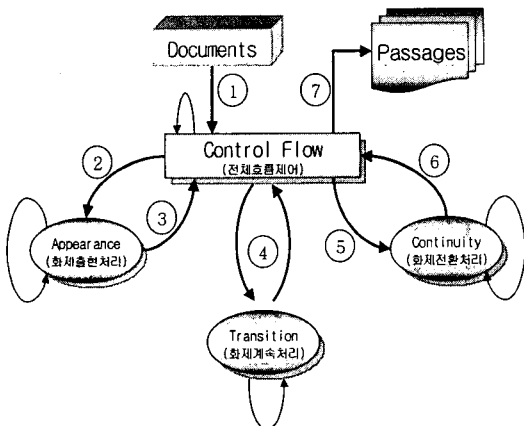 Documents
Passages
①
⑦
Control Flow
(전체흐름제어)
②
③
④
⑤
⑥
Appearance
(화제출현처리)
Continuity
(화제전환처리)
Transition
(화제계속처리)